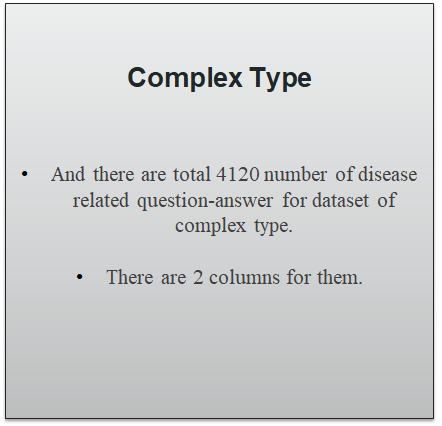 Complex Type
• And there are total 4120 number of disease
related question-answer for dataset of
complex type.
• There are 2 columns for them.